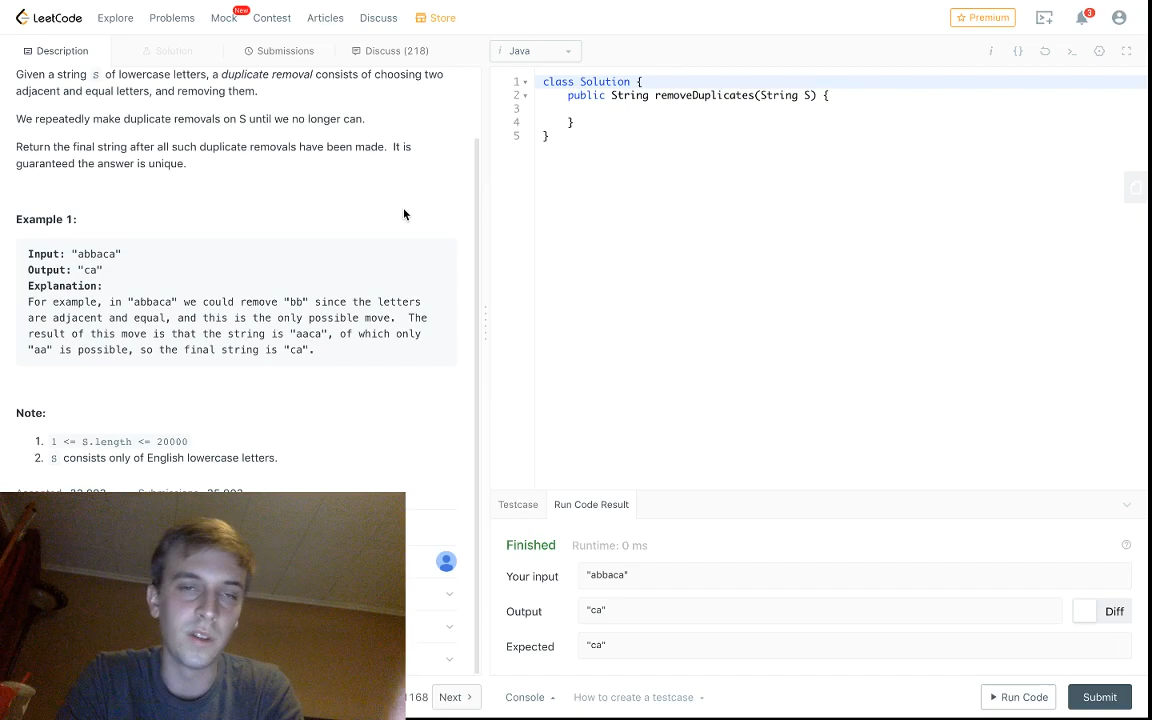 LeetCode Explore Problems Mock New Contest Articles Discuss Store Premium 3
Description Solution Submissions Discuss (218)
i Java
Given a string S of lowercase letters, a duplicate removal consists of choosing two
adjacent and equal letters, and removing them.
We repeatedly make duplicate removals on S until we no longer can.
Return the final string after all such duplicate removals have been made. It is
guaranteed the answer is unique.
Example 1:
Input: "abbaca"
Output: "ca"
Explanation:
For example, in "abbaca" we could remove "bb" since the letters
are adjacent and equal, and this is the only possible move. The
result of this move is that the string is "aaca", of which only
"aa" is possible, so the final string is "ca".
Note:
1. 1 <= S.length <= 20000
2. S consists only of English lowercase letters.
1 class Solution {
2 public String removeDuplicates(String S) {
3
4 }
5 }
Testcase Run Code Result
Finished Runtime: 0 ms
Your input "abbaca"
Output "ca" Diff
Expected "ca"
1168 Next >
Console How to create a testcase Run Code Submit